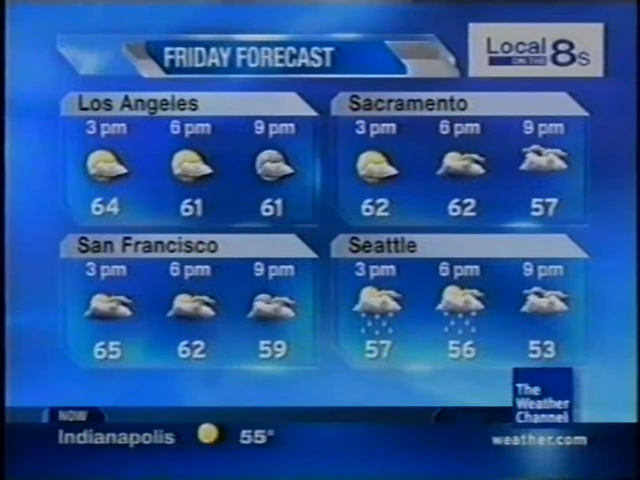 FRIDAY FORECAST
Local
ON THE
8s
Los Angeles
3 pm 6 pm 9 pm
64 61 61
Sacramento
3 pm 6 pm 9 pm
62 62 57
San Francisco
3 pm 6 pm 9 pm
65 62 59
Seattle
3 pm 6 pm 9 pm
57 56 53
The
Weather
Channel
NOW
Indianapolis 55°
weather.com